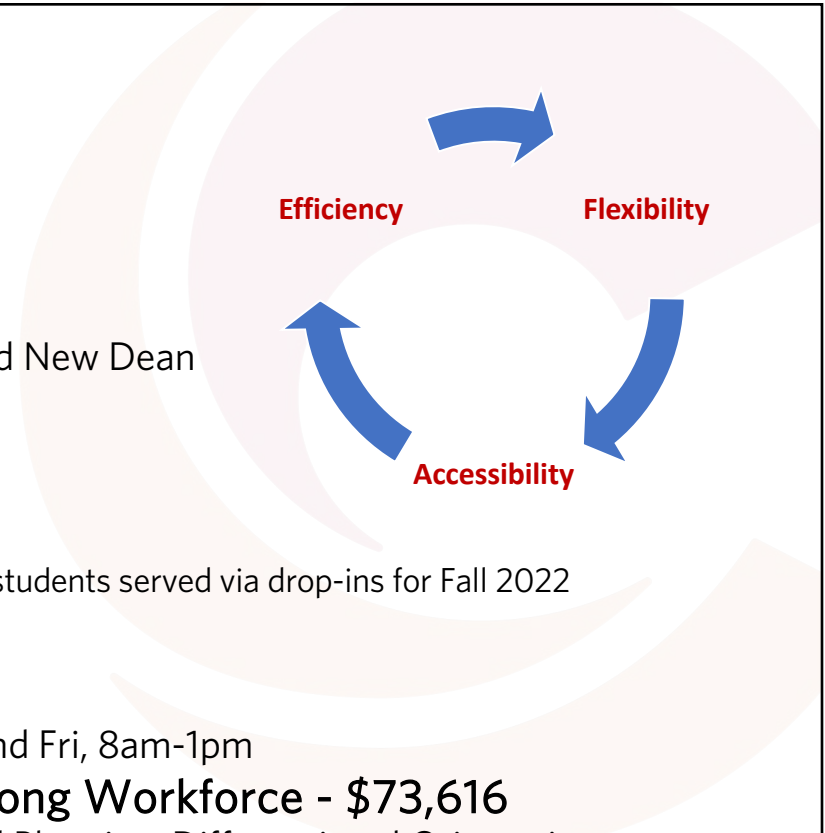 Efficiency Flexibility
d New Dean
Accessibility
students served via drop-ins for Fall 2022
nd Fri, 8am-1pm
ong Workforce - $73,616